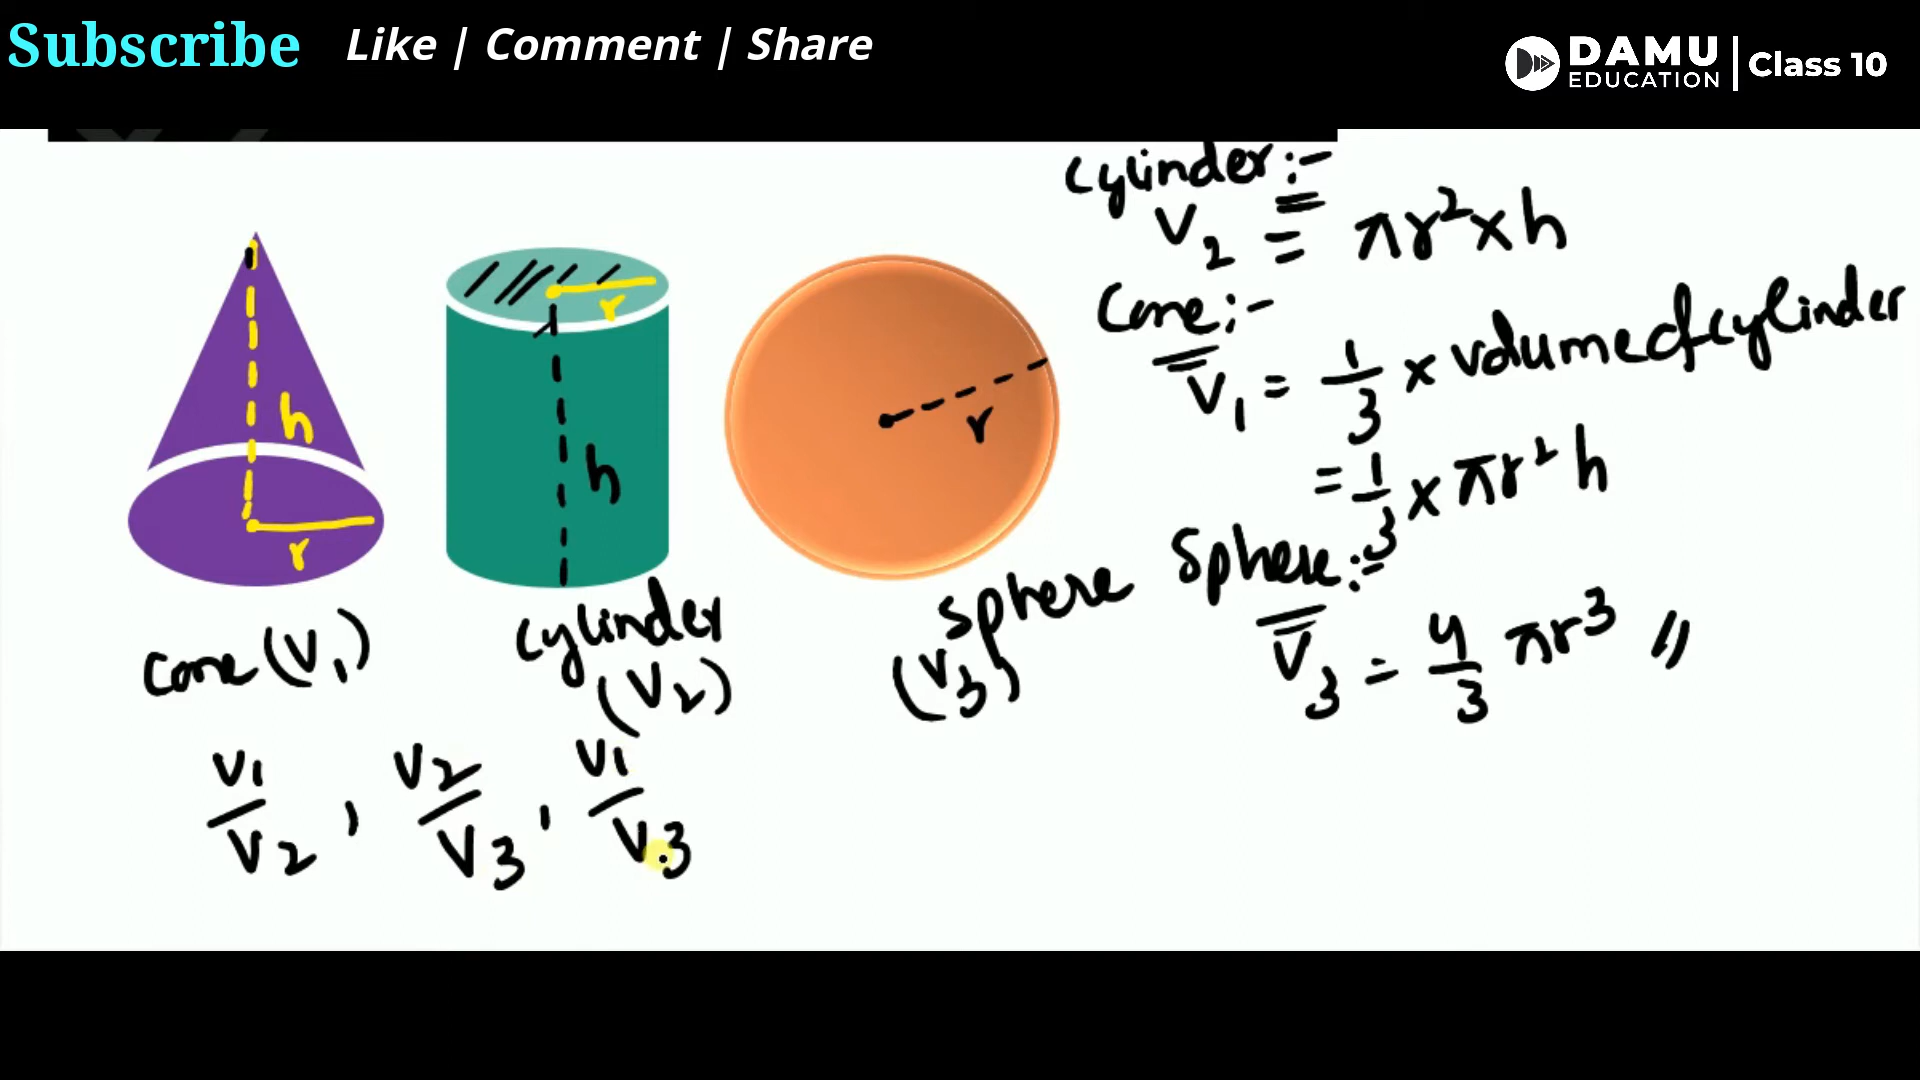 Subscribe Like | Comment | Share
DAMU EDUCATION | Class 10
Cylinder:-
V₂ = πr² x h
Cone:-
V₁ = 1/3 x volume of cylinder
= 1/3 x πr² h
Sphere:-
V₃ = 4/3 πr³ //
h
r
r
h
r
Cone (V₁)
Cylinder
(V₂)
Sphere
(V₃)
V₁/V₂ , V₂/V₃ , V₁/V₃